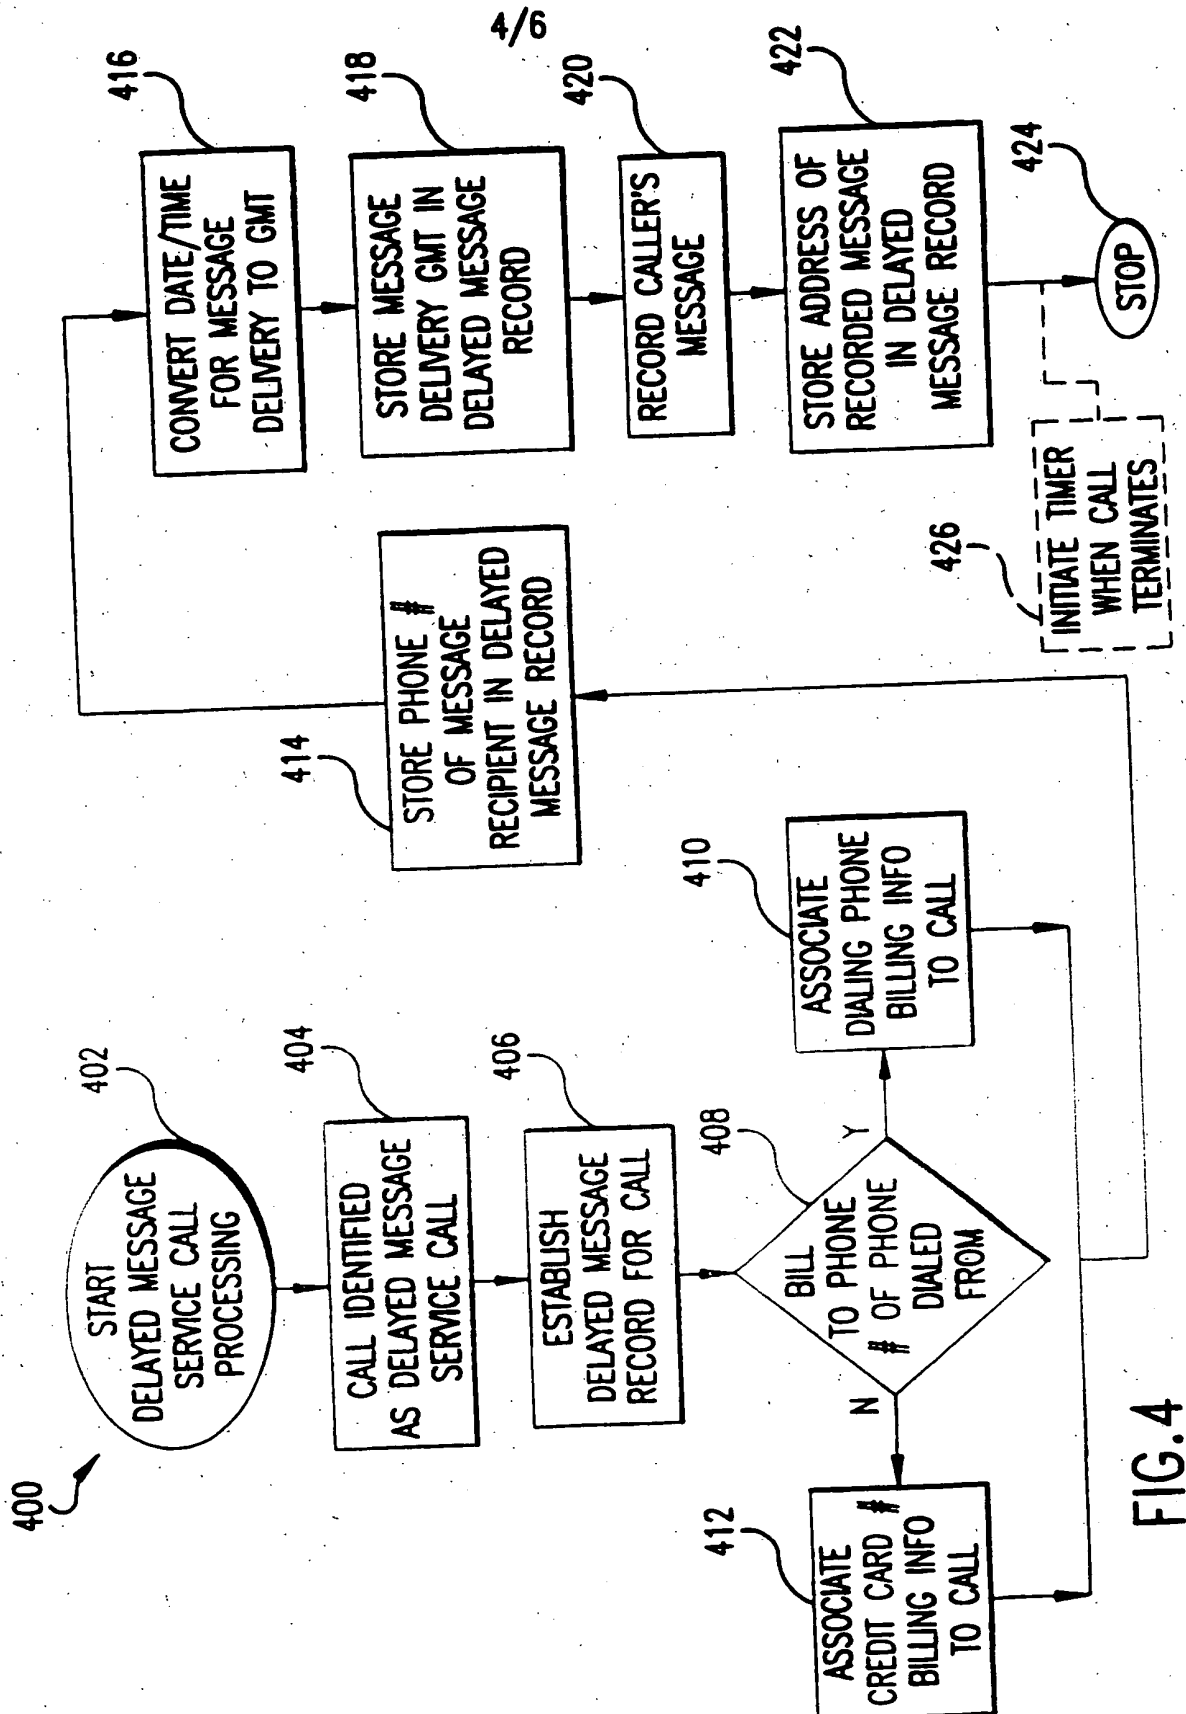 4/6
400
402
START
DELAYED MESSAGE
SERVICE CALL
PROCESSING
404
CALL IDENTIFIED
AS DELAYED MESSAGE
SERVICE CALL
406
ESTABLISH
DELAYED MESSAGE
RECORD FOR CALL
408
BILL
TO PHONE
# OF PHONE
DIALED
FROM
Y
N
410
ASSOCIATE
DIALING PHONE
BILLING INFO
TO CALL
412
ASSOCIATE
CREDIT CARD #
BILLING INFO
TO CALL
414
STORE PHONE #
OF MESSAGE
RECIPIENT IN DELAYED
MESSAGE RECORD
416
CONVERT DATE/TIME
FOR MESSAGE
DELIVERY TO GMT
418
STORE MESSAGE
DELIVERY GMT IN
DELAYED MESSAGE
RECORD
420
RECORD CALLER'S
MESSAGE
422
STORE ADDRESS OF
RECORDED MESSAGE
IN DELAYED
MESSAGE RECORD
424
STOP
426
INITIATE TIMER
WHEN CALL
TERMINATES
FIG.4